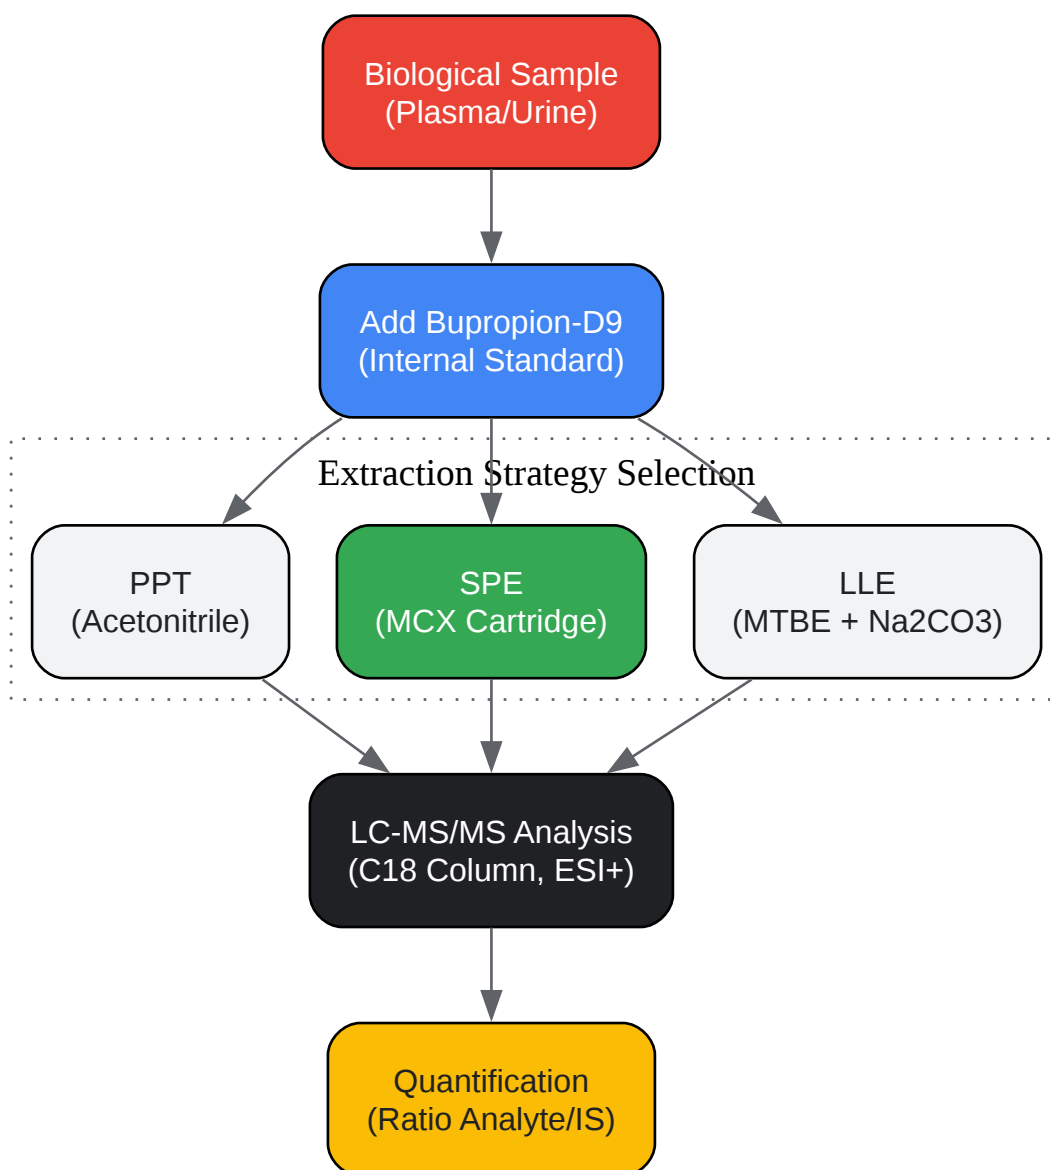 Biological Sample
(Plasma/Urine)
Add Bupropion-D9
(Internal Standard)
Extraction Strategy Selection
PPT
(Acetonitrile)
SPE
(MCX Cartridge)
LLE
(MTBE + Na2CO3)
LC-MS/MS Analysis
(C18 Column, ESI+)
Quantification
(Ratio Analyte/IS)